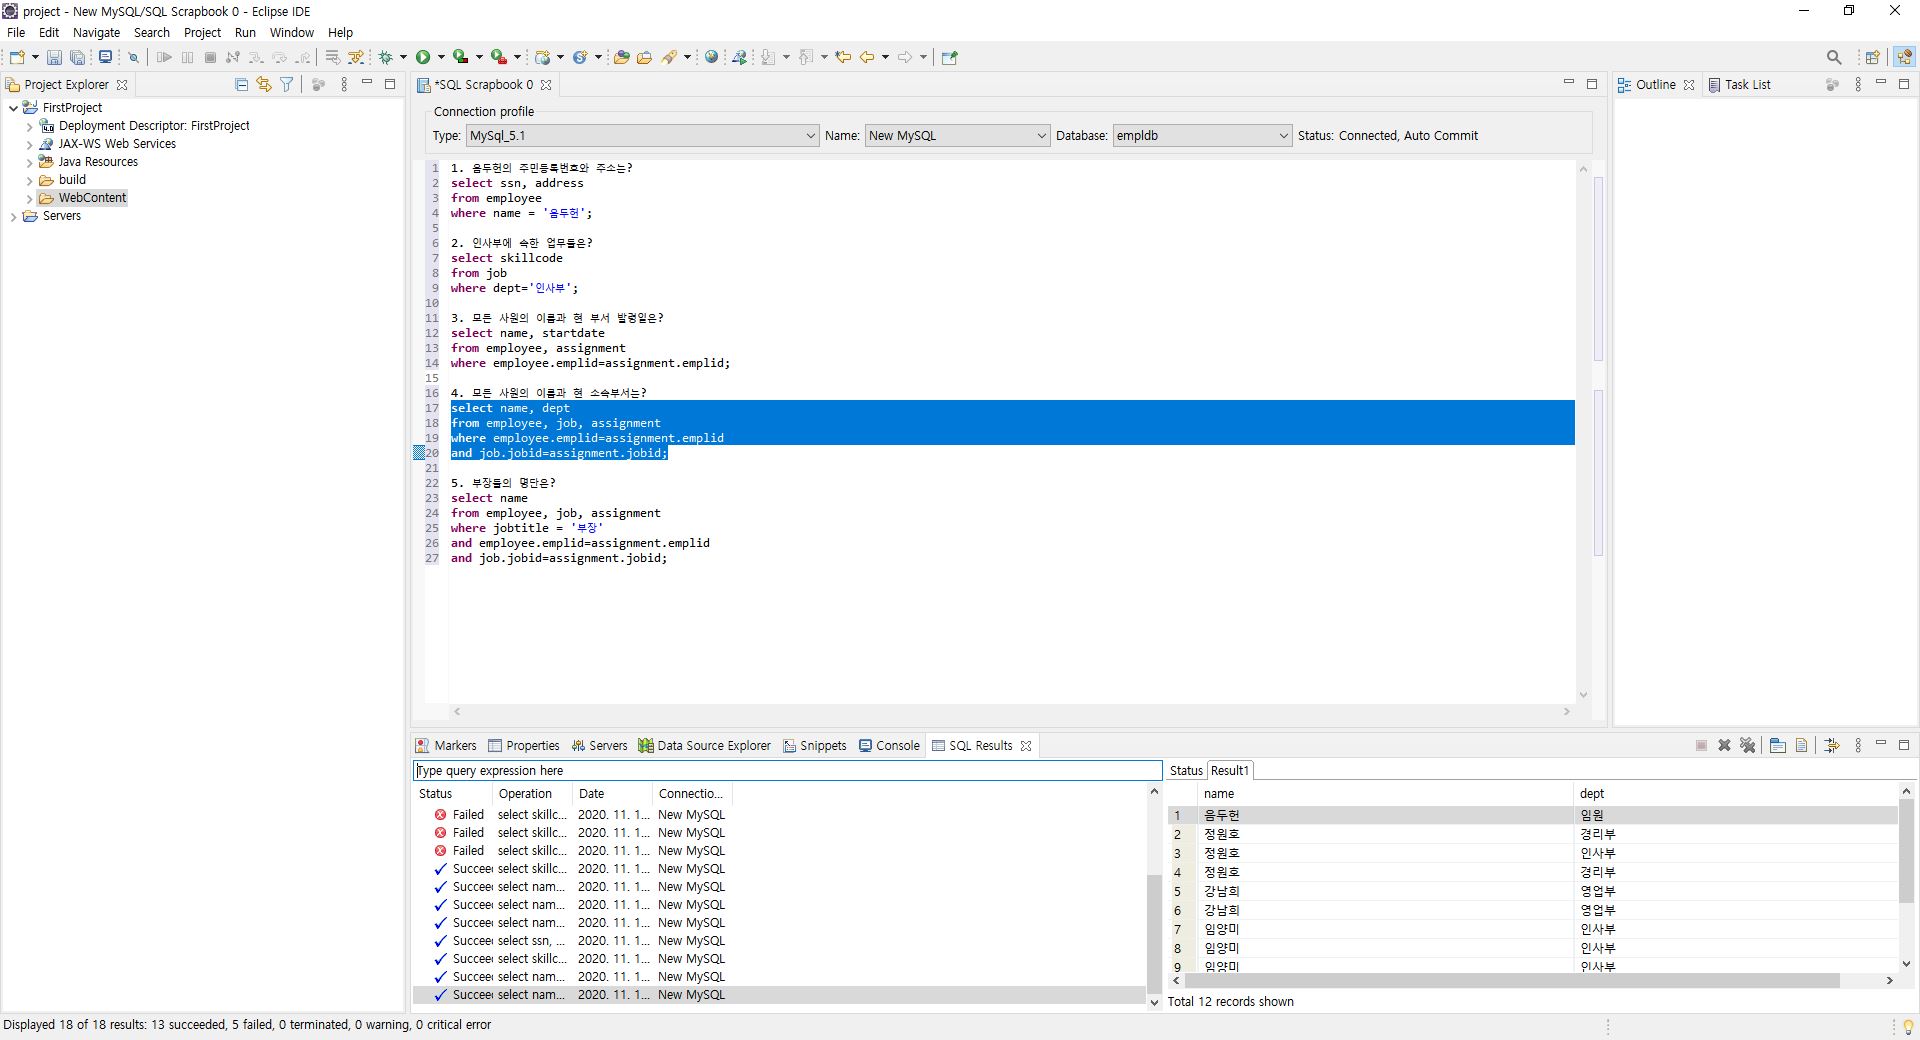 project - New MySQL/SQL Scrapbook 0 - Eclipse IDE
File Edit Navigate Search Project Run Window Help
Project Explorer
FirstProject
Deployment Descriptor: FirstProject
JAX-WS Web Services
Java Resources
build
WebContent
Servers
*SQL Scrapbook 0
Connection profile
Type: MySql_5.1 Name: New MySQL Database: empldb Status: Connected, Auto Commit
1 1. 음두헌의 주민등록번호와 주소는?
2 select ssn, address
3 from employee
4 where name = '음두헌';
5
6 2. 인사부에 속한 업무들은?
7 select skillcode
8 from job
9 where dept='인사부';
10
11 3. 모든 사원의 이름과 현 부서 발령일은?
12 select name, startdate
13 from employee, assignment
14 where employee.emplid=assignment.emplid;
15
16 4. 모든 사원의 이름과 현 소속부서는?
17 select name, dept
18 from employee, job, assignment
19 where employee.emplid=assignment.emplid
20 and job.jobid=assignment.jobid;
21
22 5. 부장들의 명단은?
23 select name
24 from employee, job, assignment
25 where jobtitle = '부장'
26 and employee.emplid=assignment.emplid
27 and job.jobid=assignment.jobid;
Outline Task List
Markers Properties Servers Data Source Explorer Snippets Console SQL Results
Type query expression here
Status Operation Date Connectio...
Failed select skillc... 2020. 11. 1... New MySQL
Failed select skillc... 2020. 11. 1... New MySQL
Failed select skillc... 2020. 11. 1... New MySQL
Succee select skillc... 2020. 11. 1... New MySQL
Succee select nam... 2020. 11. 1... New MySQL
Succee select nam... 2020. 11. 1... New MySQL
Succee select nam... 2020. 11. 1... New MySQL
Succee select ssn, ... 2020. 11. 1... New MySQL
Succee select skillc... 2020. 11. 1... New MySQL
Succee select nam... 2020. 11. 1... New MySQL
Succee select nam... 2020. 11. 1... New MySQL
Status Result1
name dept
1 음두헌 임원
2 정원호 경리부
3 정원호 인사부
4 정원호 경리부
5 강남희 영업부
6 강남희 영업부
7 임양미 인사부
8 임양미 인사부
9 임양미 인사부
Total 12 records shown
Displayed 18 of 18 results: 13 succeeded, 5 failed, 0 terminated, 0 warning, 0 critical error